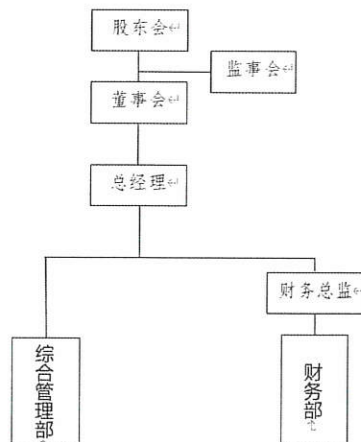 股东会
监事会
董事会
总经理
财务总监
综合管理部
财务部